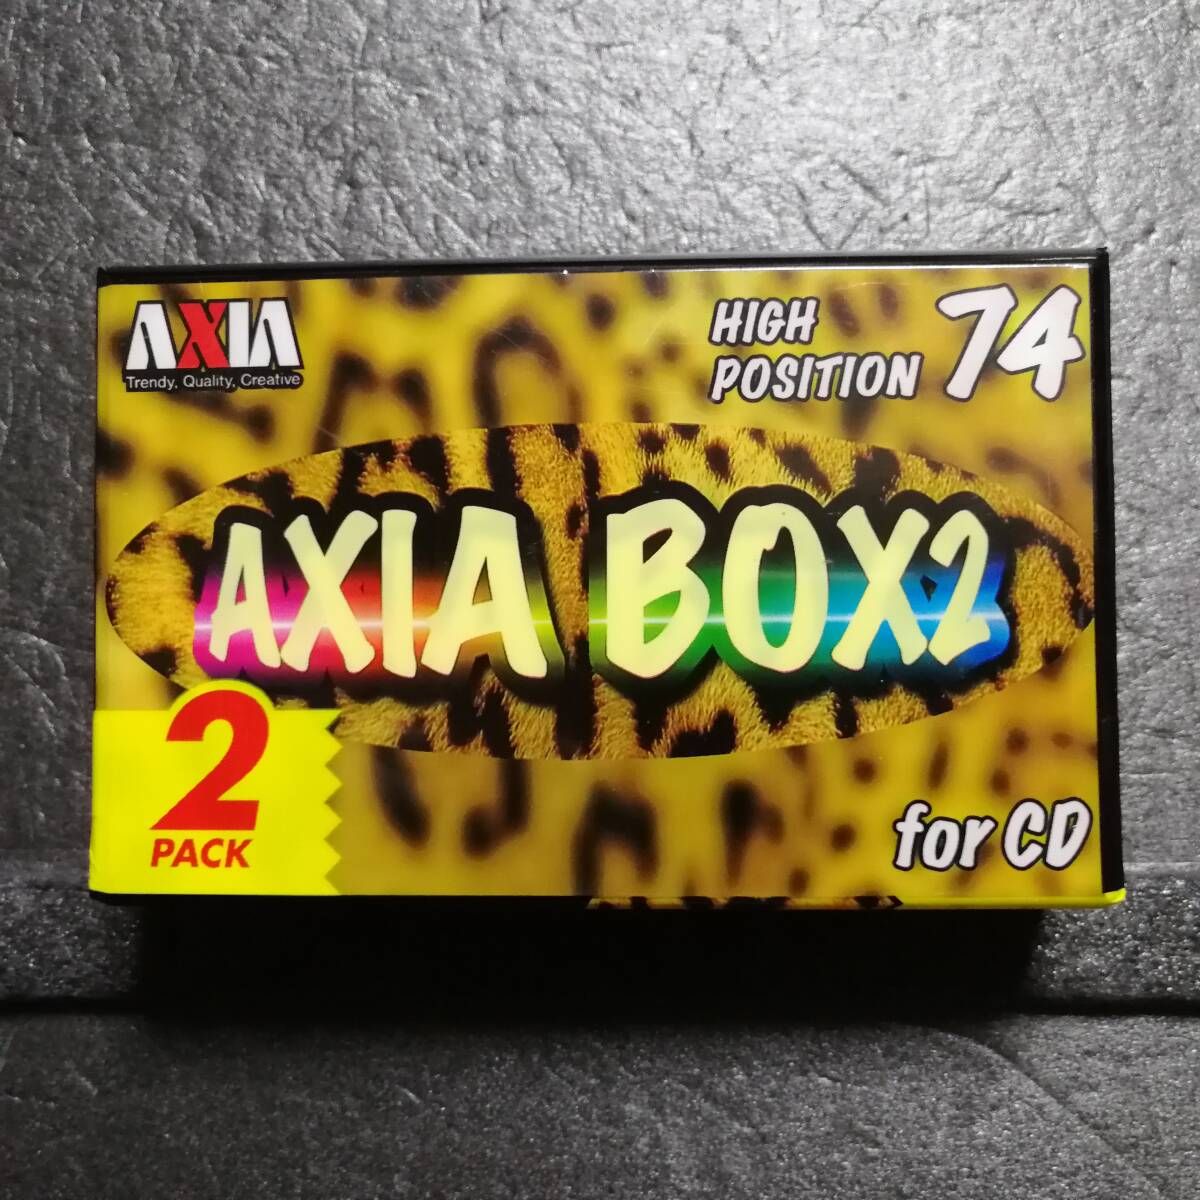 AXIA
Trendy, Quality, Creative
HIGH
POSITION
74
AXIA BOX2
2
PACK
for CD